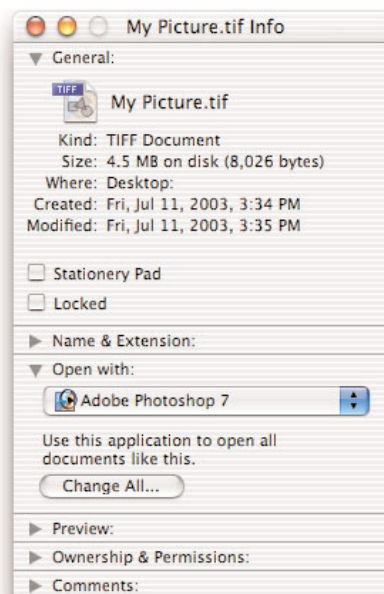 My Picture.tif Info
General:
TIFF
My Picture.tif
Kind: TIFF Document
Size: 4.5 MB on disk (8,026 bytes)
Where: Desktop:
Created: Fri, Jul 11, 2003, 3:34 PM
Modified: Fri, Jul 11, 2003, 3:35 PM
Stationery Pad
Locked
Name & Extension:
Open with:
Adobe Photoshop 7
Use this application to open all
documents like this.
Change All...
Preview:
Ownership & Permissions:
Comments: